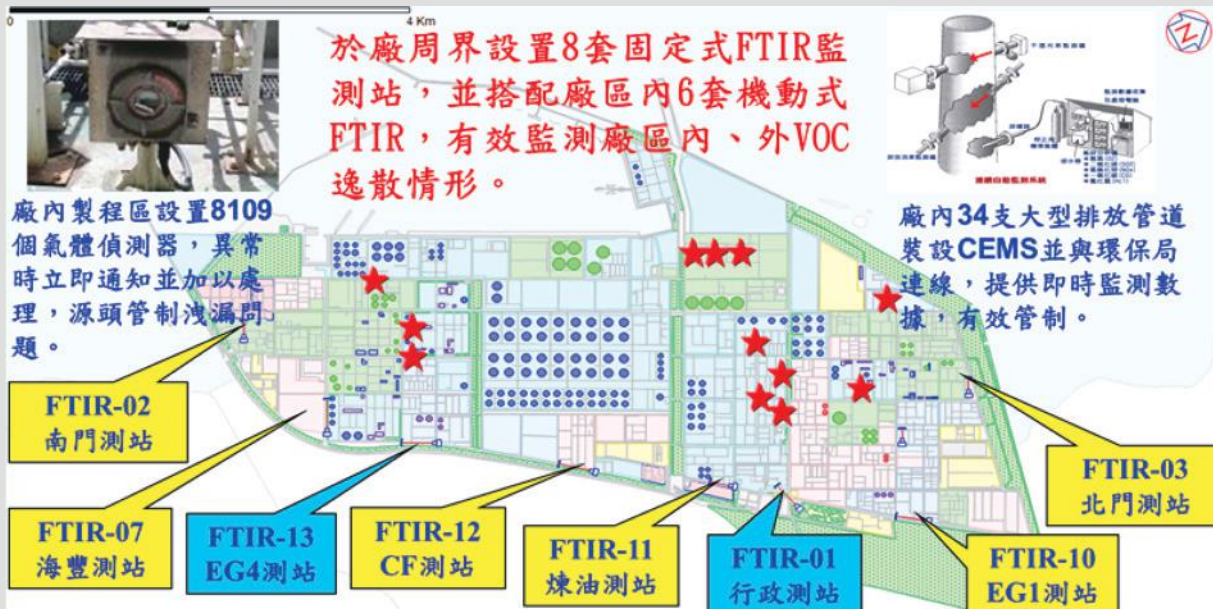 0
4 Km
於廠周界設置8套固定式FTIR監
測站，並搭配廠區內6套機動式
FTIR，有效監測廠區內、外VOC
逸散情形。
Z
廠內製程區設置8109
個氣體偵測器，異常
時立即通知並加以處
理，源頭管制洩漏問
題。
連續自動監測系統
廠內34支大型排放管道
裝設CEMS並與環保局
連線，提供即時監測數
據，有效管制。
FTIR-02
南門測站
FTIR-07
海豐測站
FTIR-13
EG4測站
FTIR-12
CF測站
FTIR-11
煉油測站
FTIR-01
行政測站
FTIR-10
EG1測站
FTIR-03
北門測站